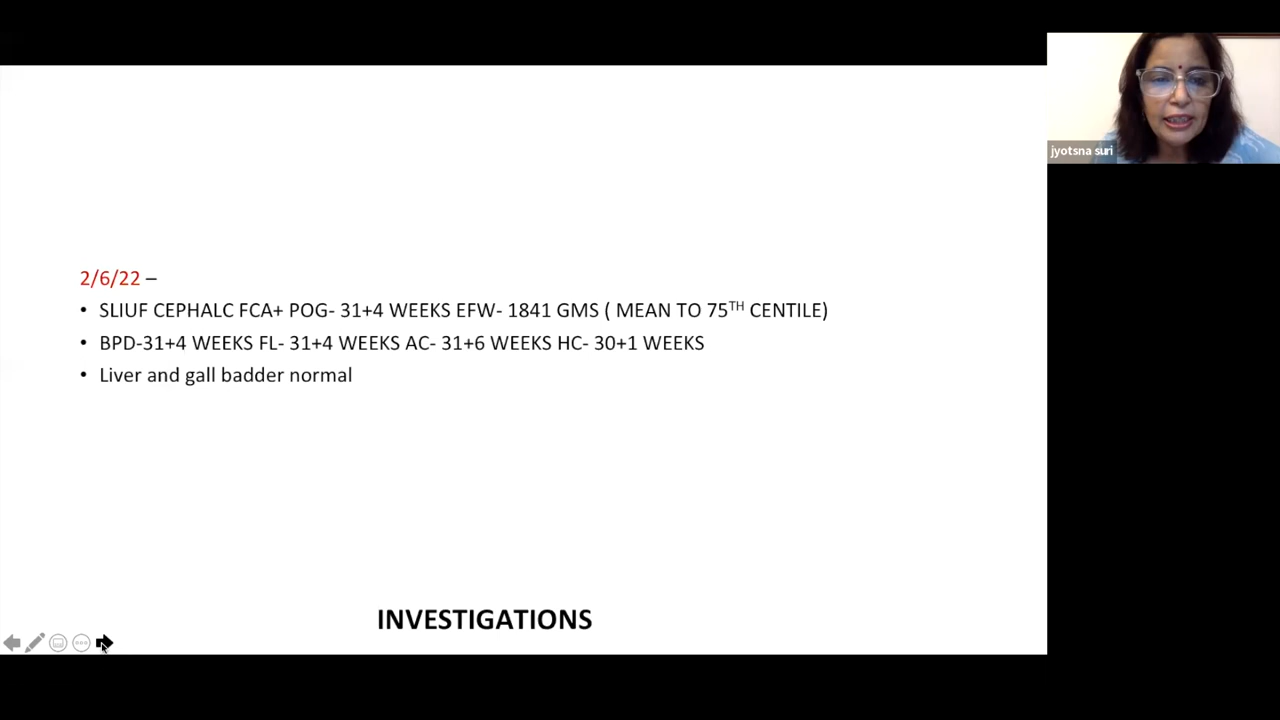 jyotsna suri
2/6/22 –
• SLIUF CEPHALC FCA+ POG- 31+4 WEEKS EFW- 1841 GMS ( MEAN TO 75TH CENTILE)
• BPD-31+4 WEEKS FL- 31+4 WEEKS AC- 31+6 WEEKS HC- 30+1 WEEKS
• Liver and gall badder normal
INVESTIGATIONS